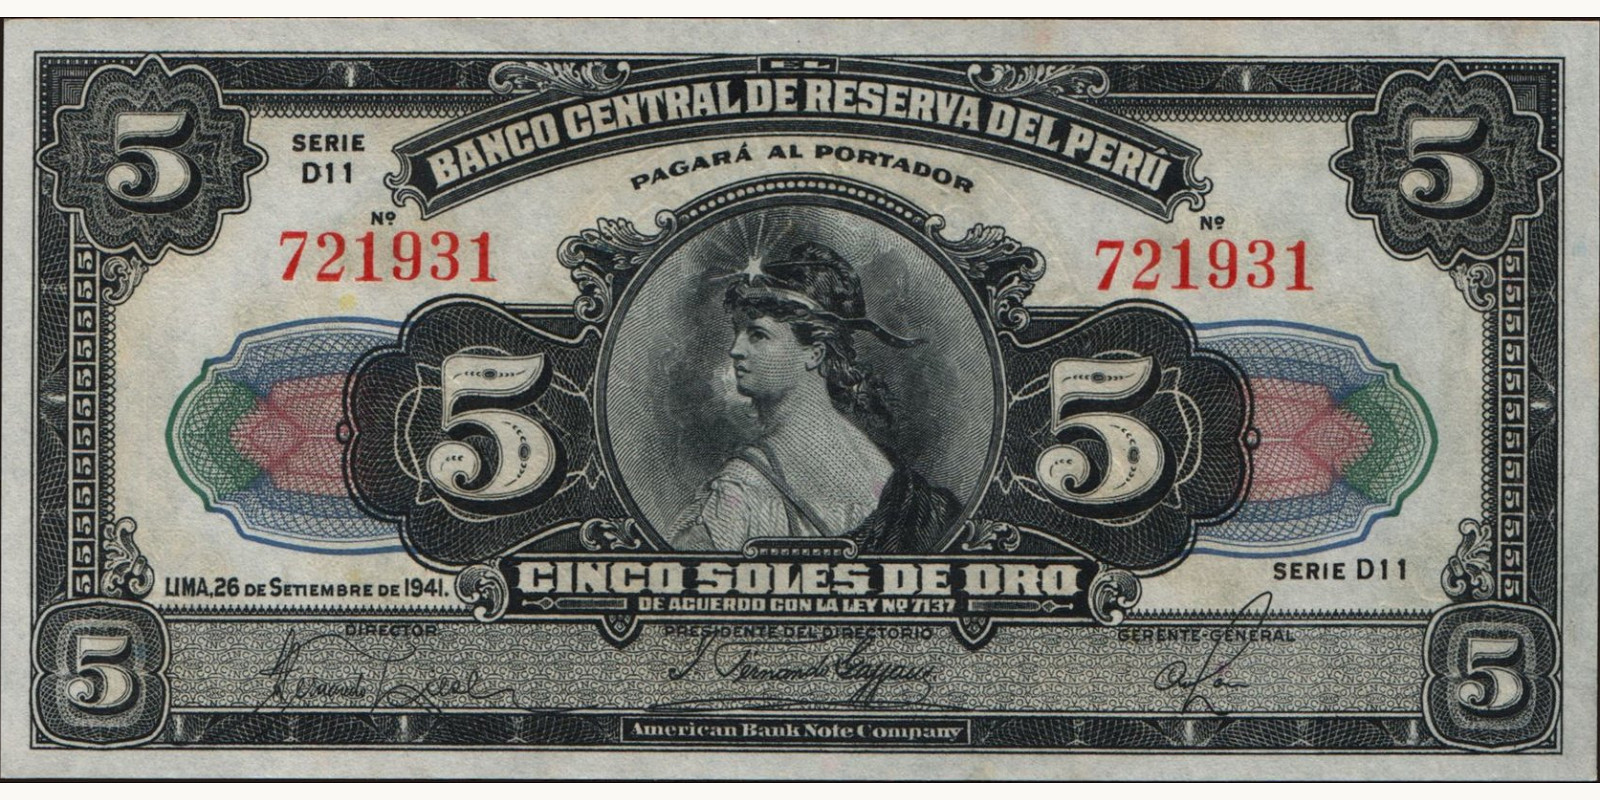 EL
BANCO CENTRAL DE RESERVA DEL PERÚ
PAGARÁ AL PORTADOR
5
5
SERIE
D11
Nº
721931
Nº
721931
5
5
SERIE D11
LIMA, 26 DE SETIEMBRE DE 1941.
CINCO SOLES DE ORO
DE ACUERDO CON LA LEY Nº 7137
DIRECTOR
PRESIDENTE DEL DIRECTORIO
GERENTE-GENERAL
5
5
American Bank Note Company